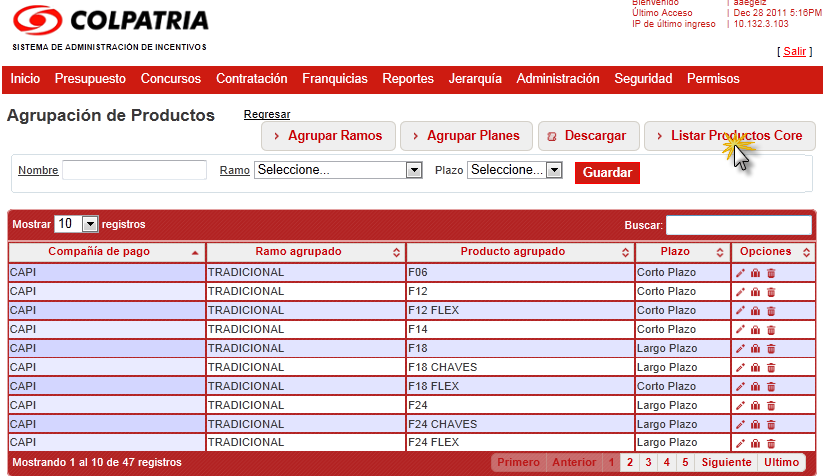 Bienvenido | aaegelz
COLPATRIA
Último Acceso | Dec 28 2011 5:16PM
IP de último ingreso | 10.132.3.103
SISTEMA DE ADMINISTRACIÓN DE INCENTIVOS
[ Salir ]
Inicio Presupuesto Concursos Contratación Franquicias Reportes Jerarquía Administración Seguridad Permisos
Agrupación de Productos Regresar
Agrupar Ramos Agrupar Planes Descargar Listar Productos Core
Nombre Ramo Seleccione... Plazo Seleccione... Guardar
Mostrar 10 registros Buscar:
Compañía de pago Ramo agrupado Producto agrupado Plazo Opciones
CAPI TRADICIONAL F06 Corto Plazo
CAPI TRADICIONAL F12 Corto Plazo
CAPI TRADICIONAL F12 FLEX Corto Plazo
CAPI TRADICIONAL F14 Corto Plazo
CAPI TRADICIONAL F18 Largo Plazo
CAPI TRADICIONAL F18 CHAVES Largo Plazo
CAPI TRADICIONAL F18 FLEX Corto Plazo
CAPI TRADICIONAL F24 Largo Plazo
CAPI TRADICIONAL F24 CHAVES Largo Plazo
CAPI TRADICIONAL F24 FLEX Largo Plazo
Mostrando 1 al 10 de 47 registros Primero Anterior 1 2 3 4 5 Siguiente Ultimo